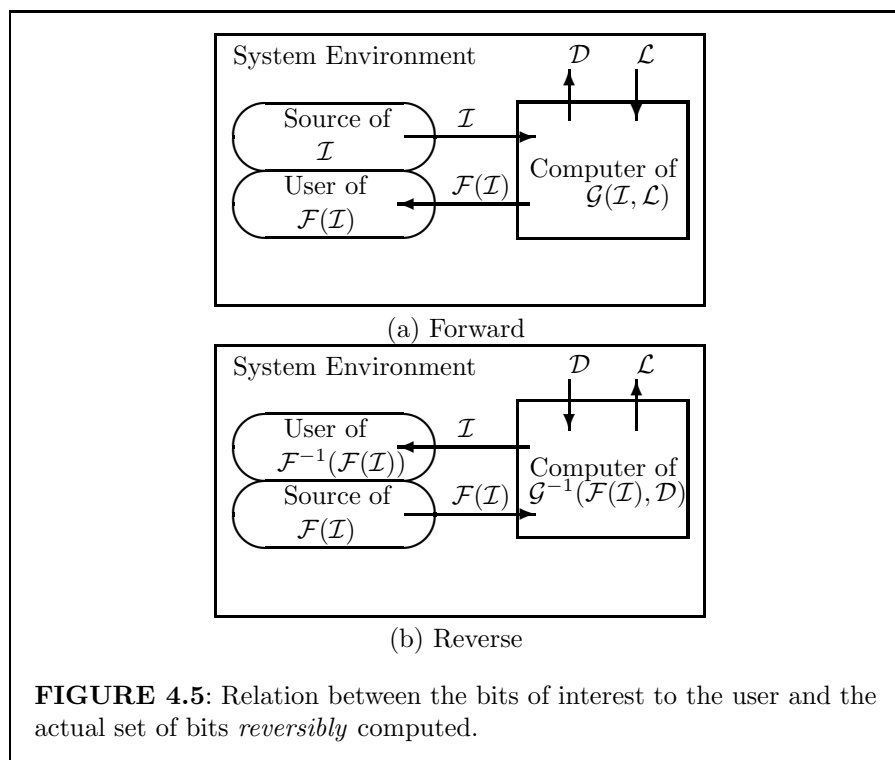 System Environment
𝒟 ℒ
Source of
ℐ
ℐ
User of
ℱ(ℐ)
ℱ(ℐ)
Computer of
𝒢(ℐ, ℒ)
(a) Forward
System Environment
𝒟 ℒ
User of
ℱ⁻¹(ℱ(ℐ))
ℐ
Source of
ℱ(ℐ)
ℱ(ℐ)
Computer of
𝒢⁻¹(ℱ(ℐ), 𝒟)
(b) Reverse
FIGURE 4.5: Relation between the bits of interest to the user and the
actual set of bits reversibly computed.